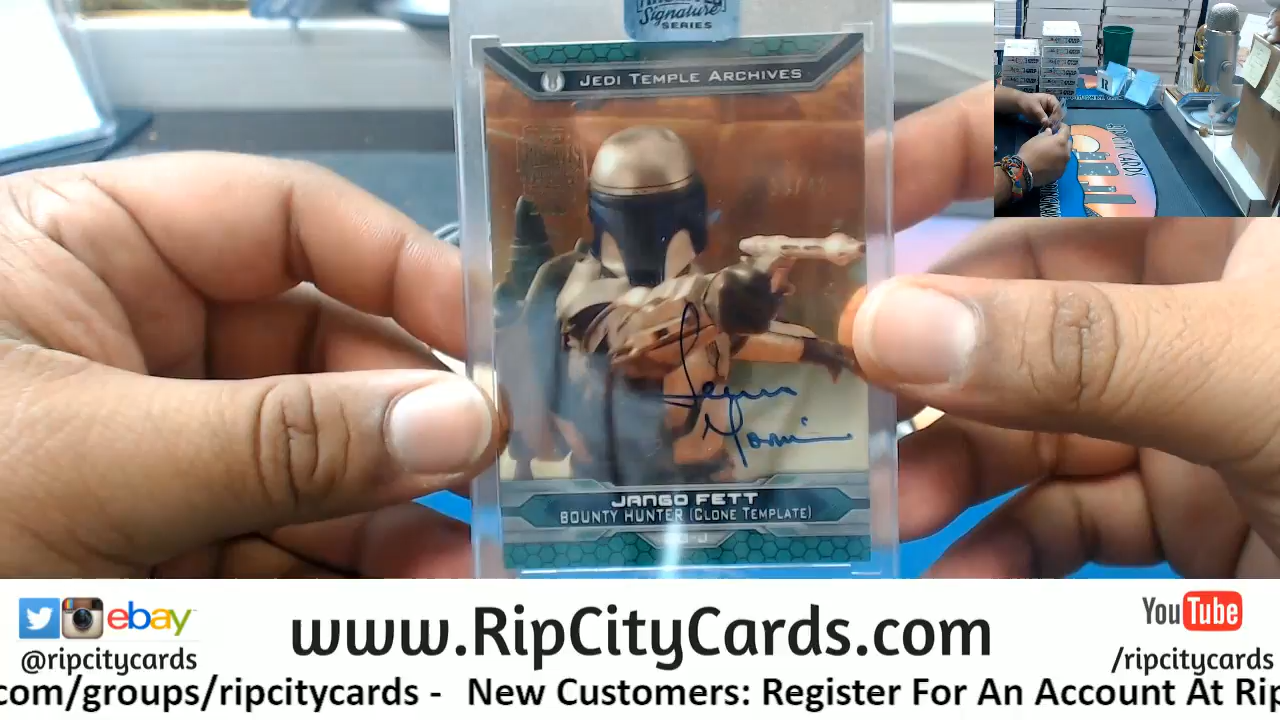 Signature
SERIES
JEDI TEMPLE ARCHIVES
JANGO FETT
BOUNTY HUNTER (CLONE TEMPLATE)
ebay
@ripcitycards
www.RipCityCards.com
YouTube
/ripcitycards
com/groups/ripcitycards - New Customers: Register For An Account At Rip